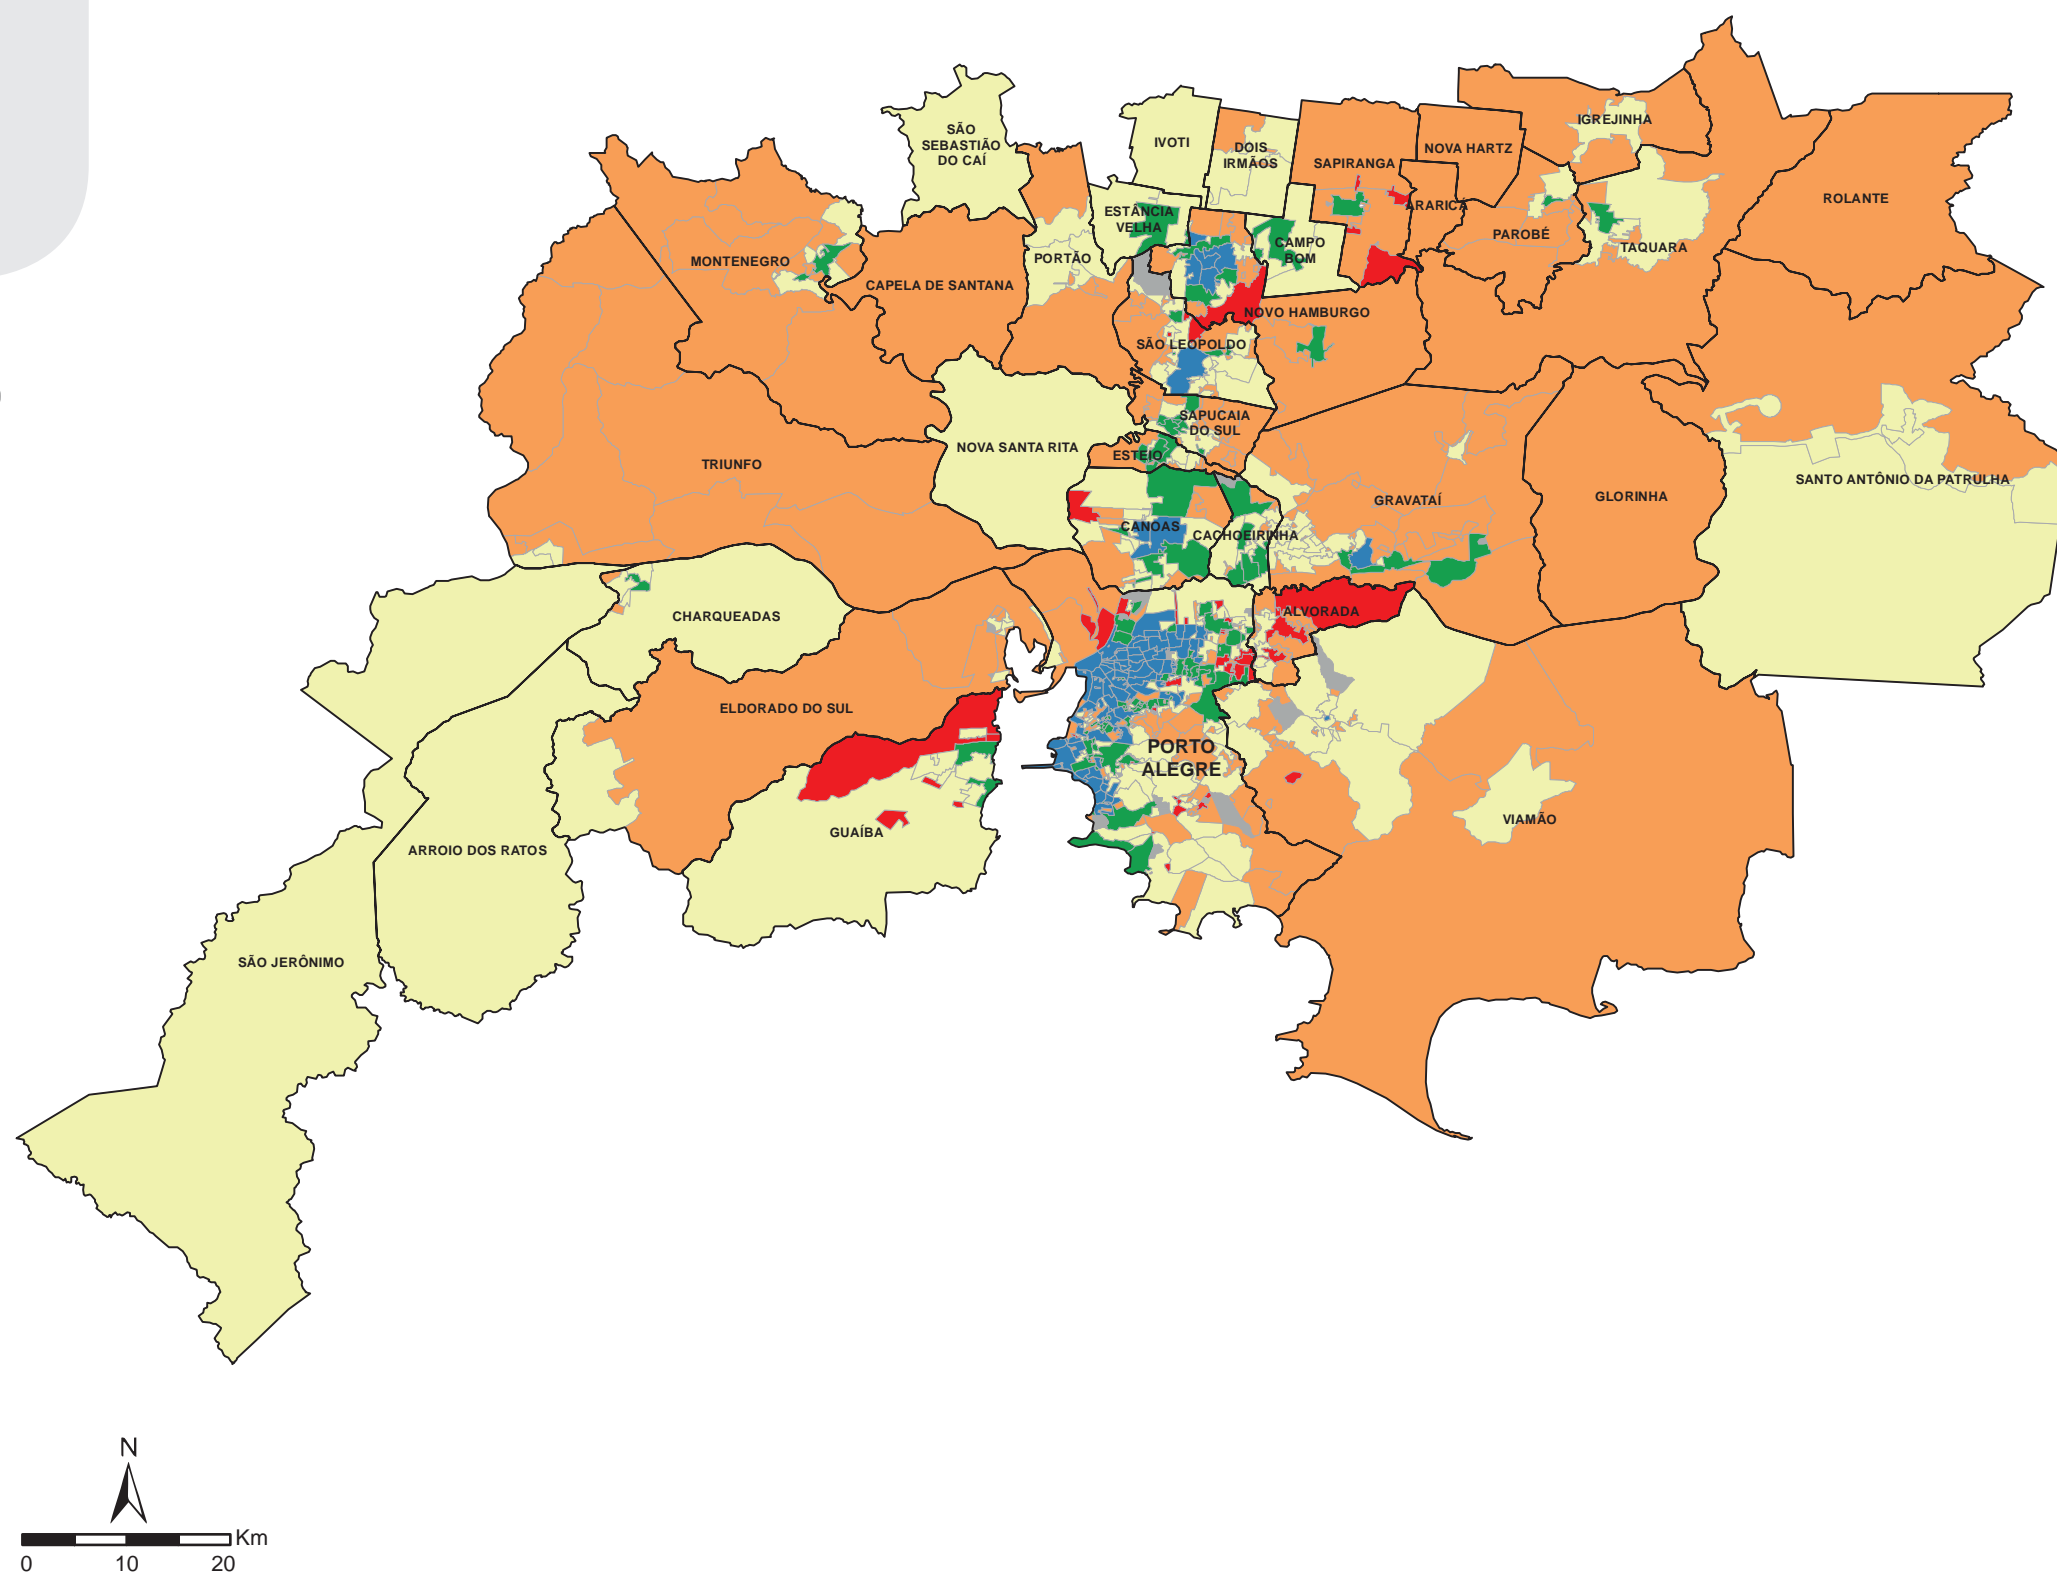 SÃO
SEBASTIÃO
DO CAÍ
IVOTI
DOIS
IRMÃOS
SAPIRANGA
NOVA HARTZ
IGREJINHA
ROLANTE
ESTÂNCIA
VELHA
ARARICÁ
PAROBÉ
TAQUARA
MONTENEGRO
CAPELA DE SANTANA
PORTÃO
CAMPO
BOM
NOVO HAMBURGO
SÃO LEOPOLDO
SAPUCAIA
DO SUL
NOVA SANTA RITA
ESTEIO
TRIUNFO
SANTO ANTÔNIO DA PATRULHA
GLORINHA
GRAVATAÍ
CANOAS
CACHOEIRINHA
CHARQUEADAS
ALVORADA
ELDORADO DO SUL
PORTO
ALEGRE
VIAMÃO
GUAÍBA
ARROIO DOS RATOS
SÃO JERÔNIMO
N
Km
0 10 20